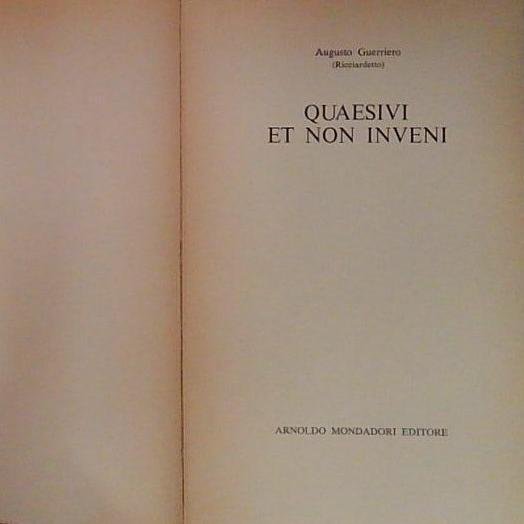 Augusto Guerriero
(Ricciardetto)
QUAESIVI
ET NON INVENI
ARNOLDO MONDADORI EDITORE